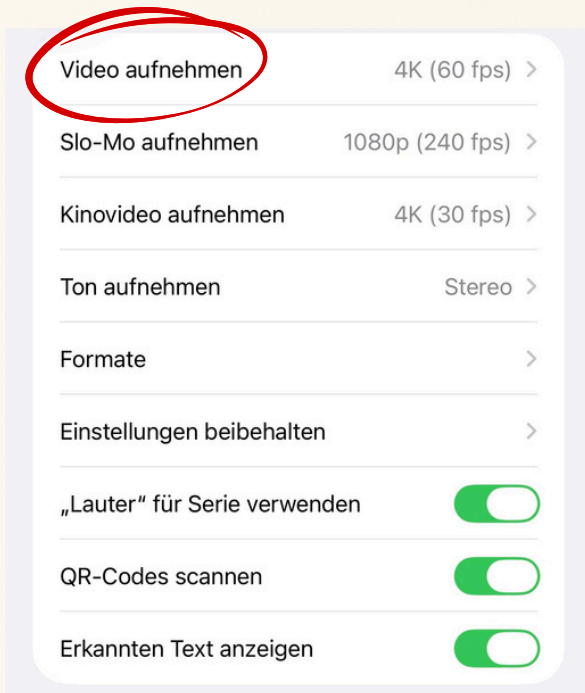 Video aufnehmen 4K (60 fps)
Slo-Mo aufnehmen 1080p (240 fps)
Kinovideo aufnehmen 4K (30 fps)
Ton aufnehmen Stereo
Formate
Einstellungen beibehalten
„Lauter“ für Serie verwenden
QR-Codes scannen
Erkannten Text anzeigen